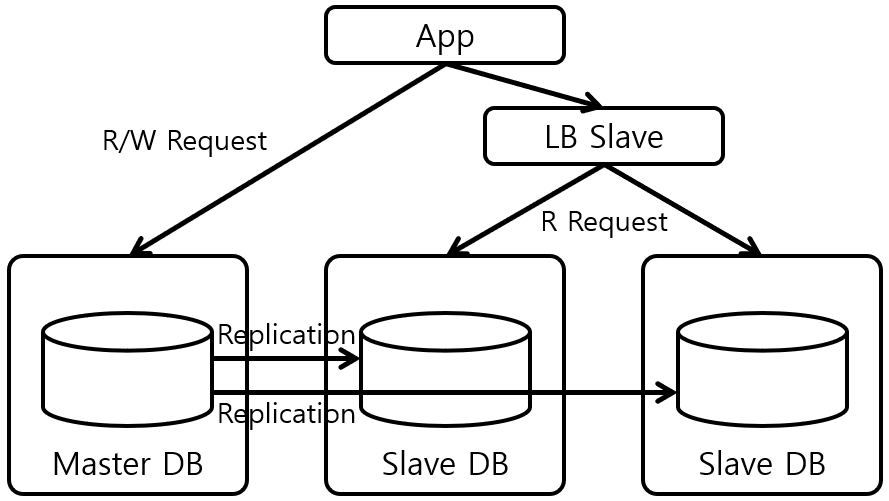 App
LB Slave
R/W Request
R Request
Replication
Replication
Master DB
Slave DB
Slave DB